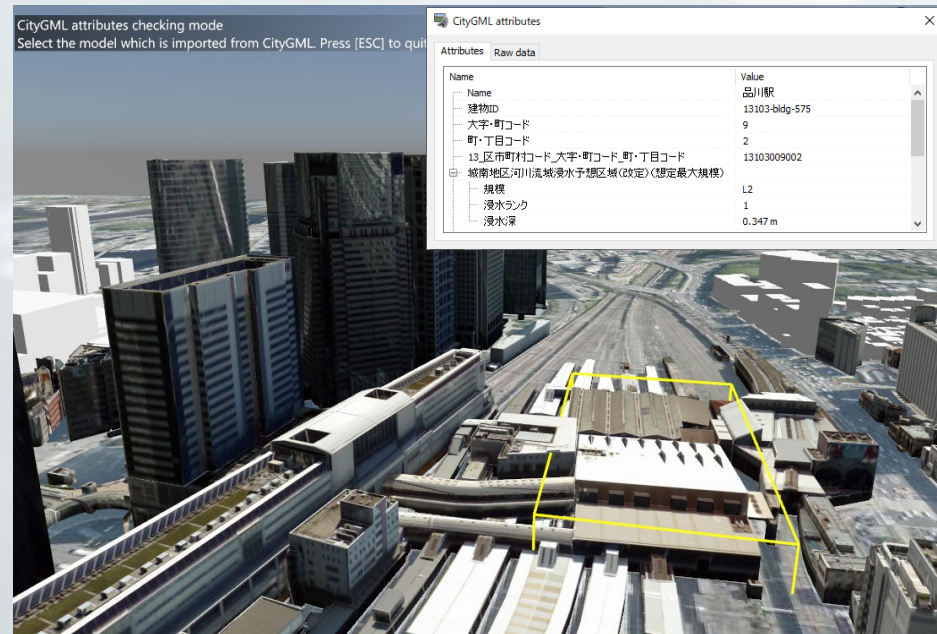 CityGML attributes checking mode
Select the model which is imported from CityGML. Press [ESC] to quit
CityGML attributes
Attributes Raw data
Name Value
Name 品川駅
建物ID 13103-bldg-575
大字・町コード 9
町・丁目コード 2
13_区市町村コード_大字・町コード_町・丁目コード 13103009002
城南地区河川流域浸水予想区域(改定)(想定最大規模)
規模 L2
浸水ランク 1
浸水深 0.347 m